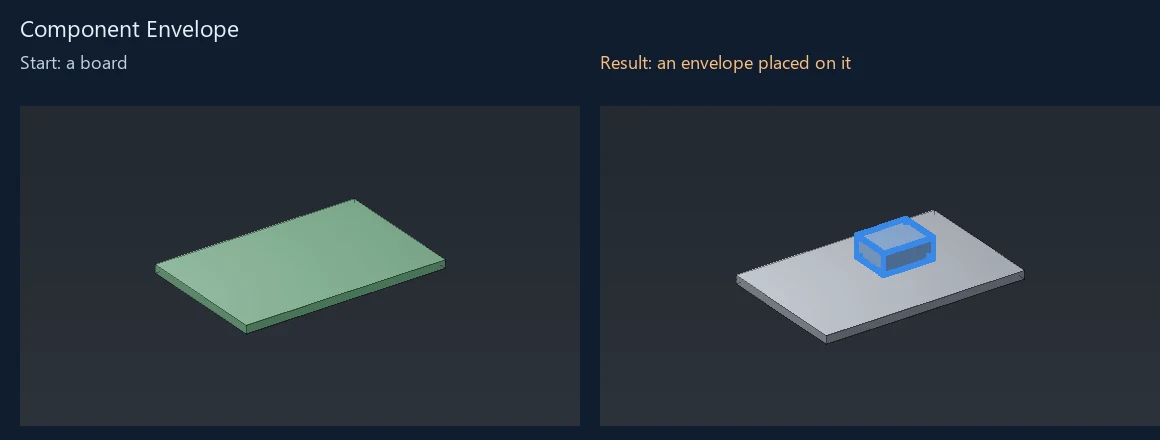 Component Envelope
Start: a board
Result: an envelope placed on it